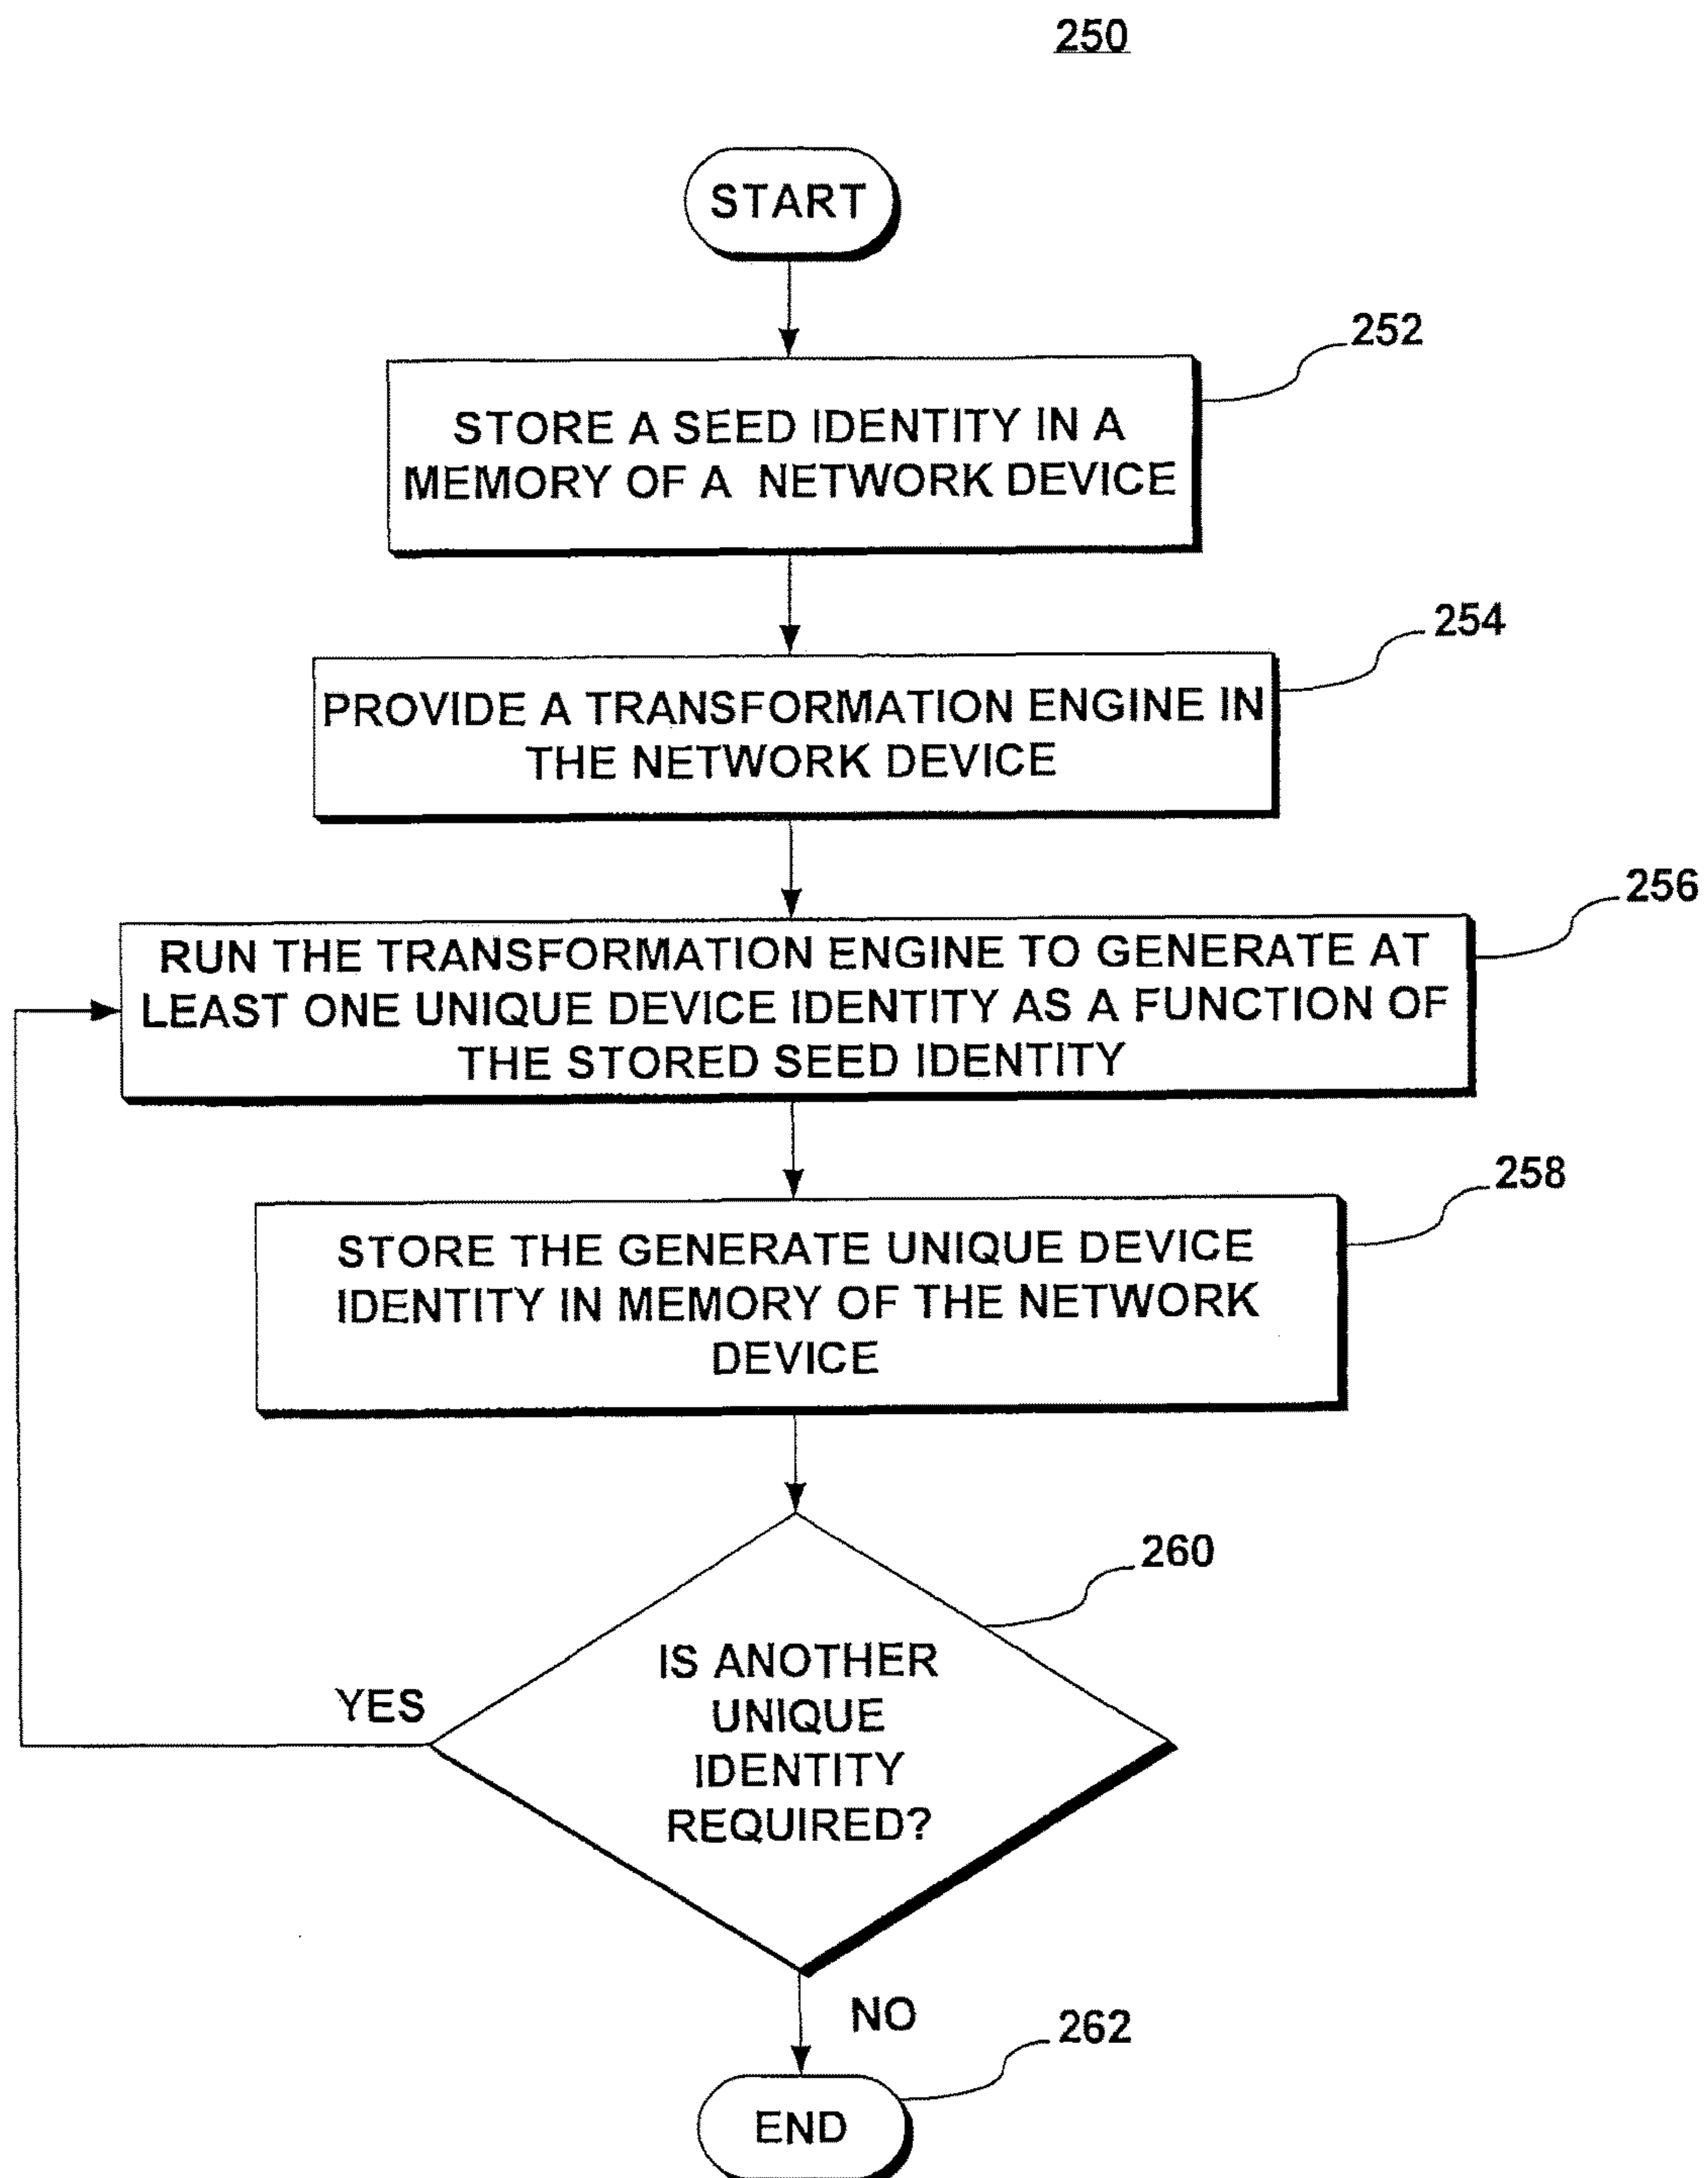 250
START
252
STORE A SEED IDENTITY IN A
MEMORY OF A NETWORK DEVICE
254
PROVIDE A TRANSFORMATION ENGINE IN
THE NETWORK DEVICE
256
RUN THE TRANSFORMATION ENGINE TO GENERATE AT
LEAST ONE UNIQUE DEVICE IDENTITY AS A FUNCTION OF
THE STORED SEED IDENTITY
258
STORE THE GENERATE UNIQUE DEVICE
IDENTITY IN MEMORY OF THE NETWORK
DEVICE
260
IS ANOTHER
UNIQUE
IDENTITY
REQUIRED?
YES
NO
262
END